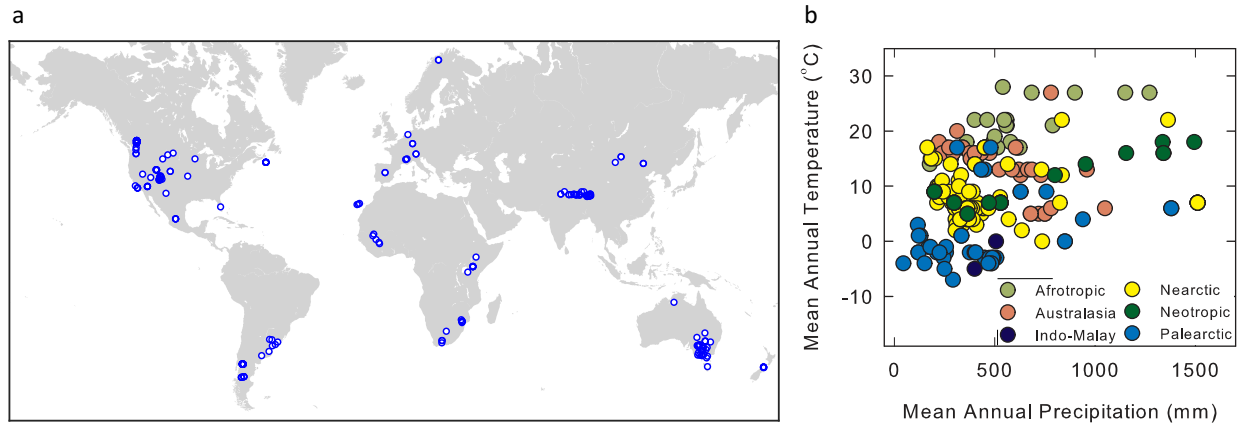 a
b
Mean Annual Temperature (°C)
30
20
10
0
-10
Afrotropic
Nearctic
Australasia
Neotropic
Indo-Malay
Palearctic
0
500
1000
1500
Mean Annual Precipitation (mm)